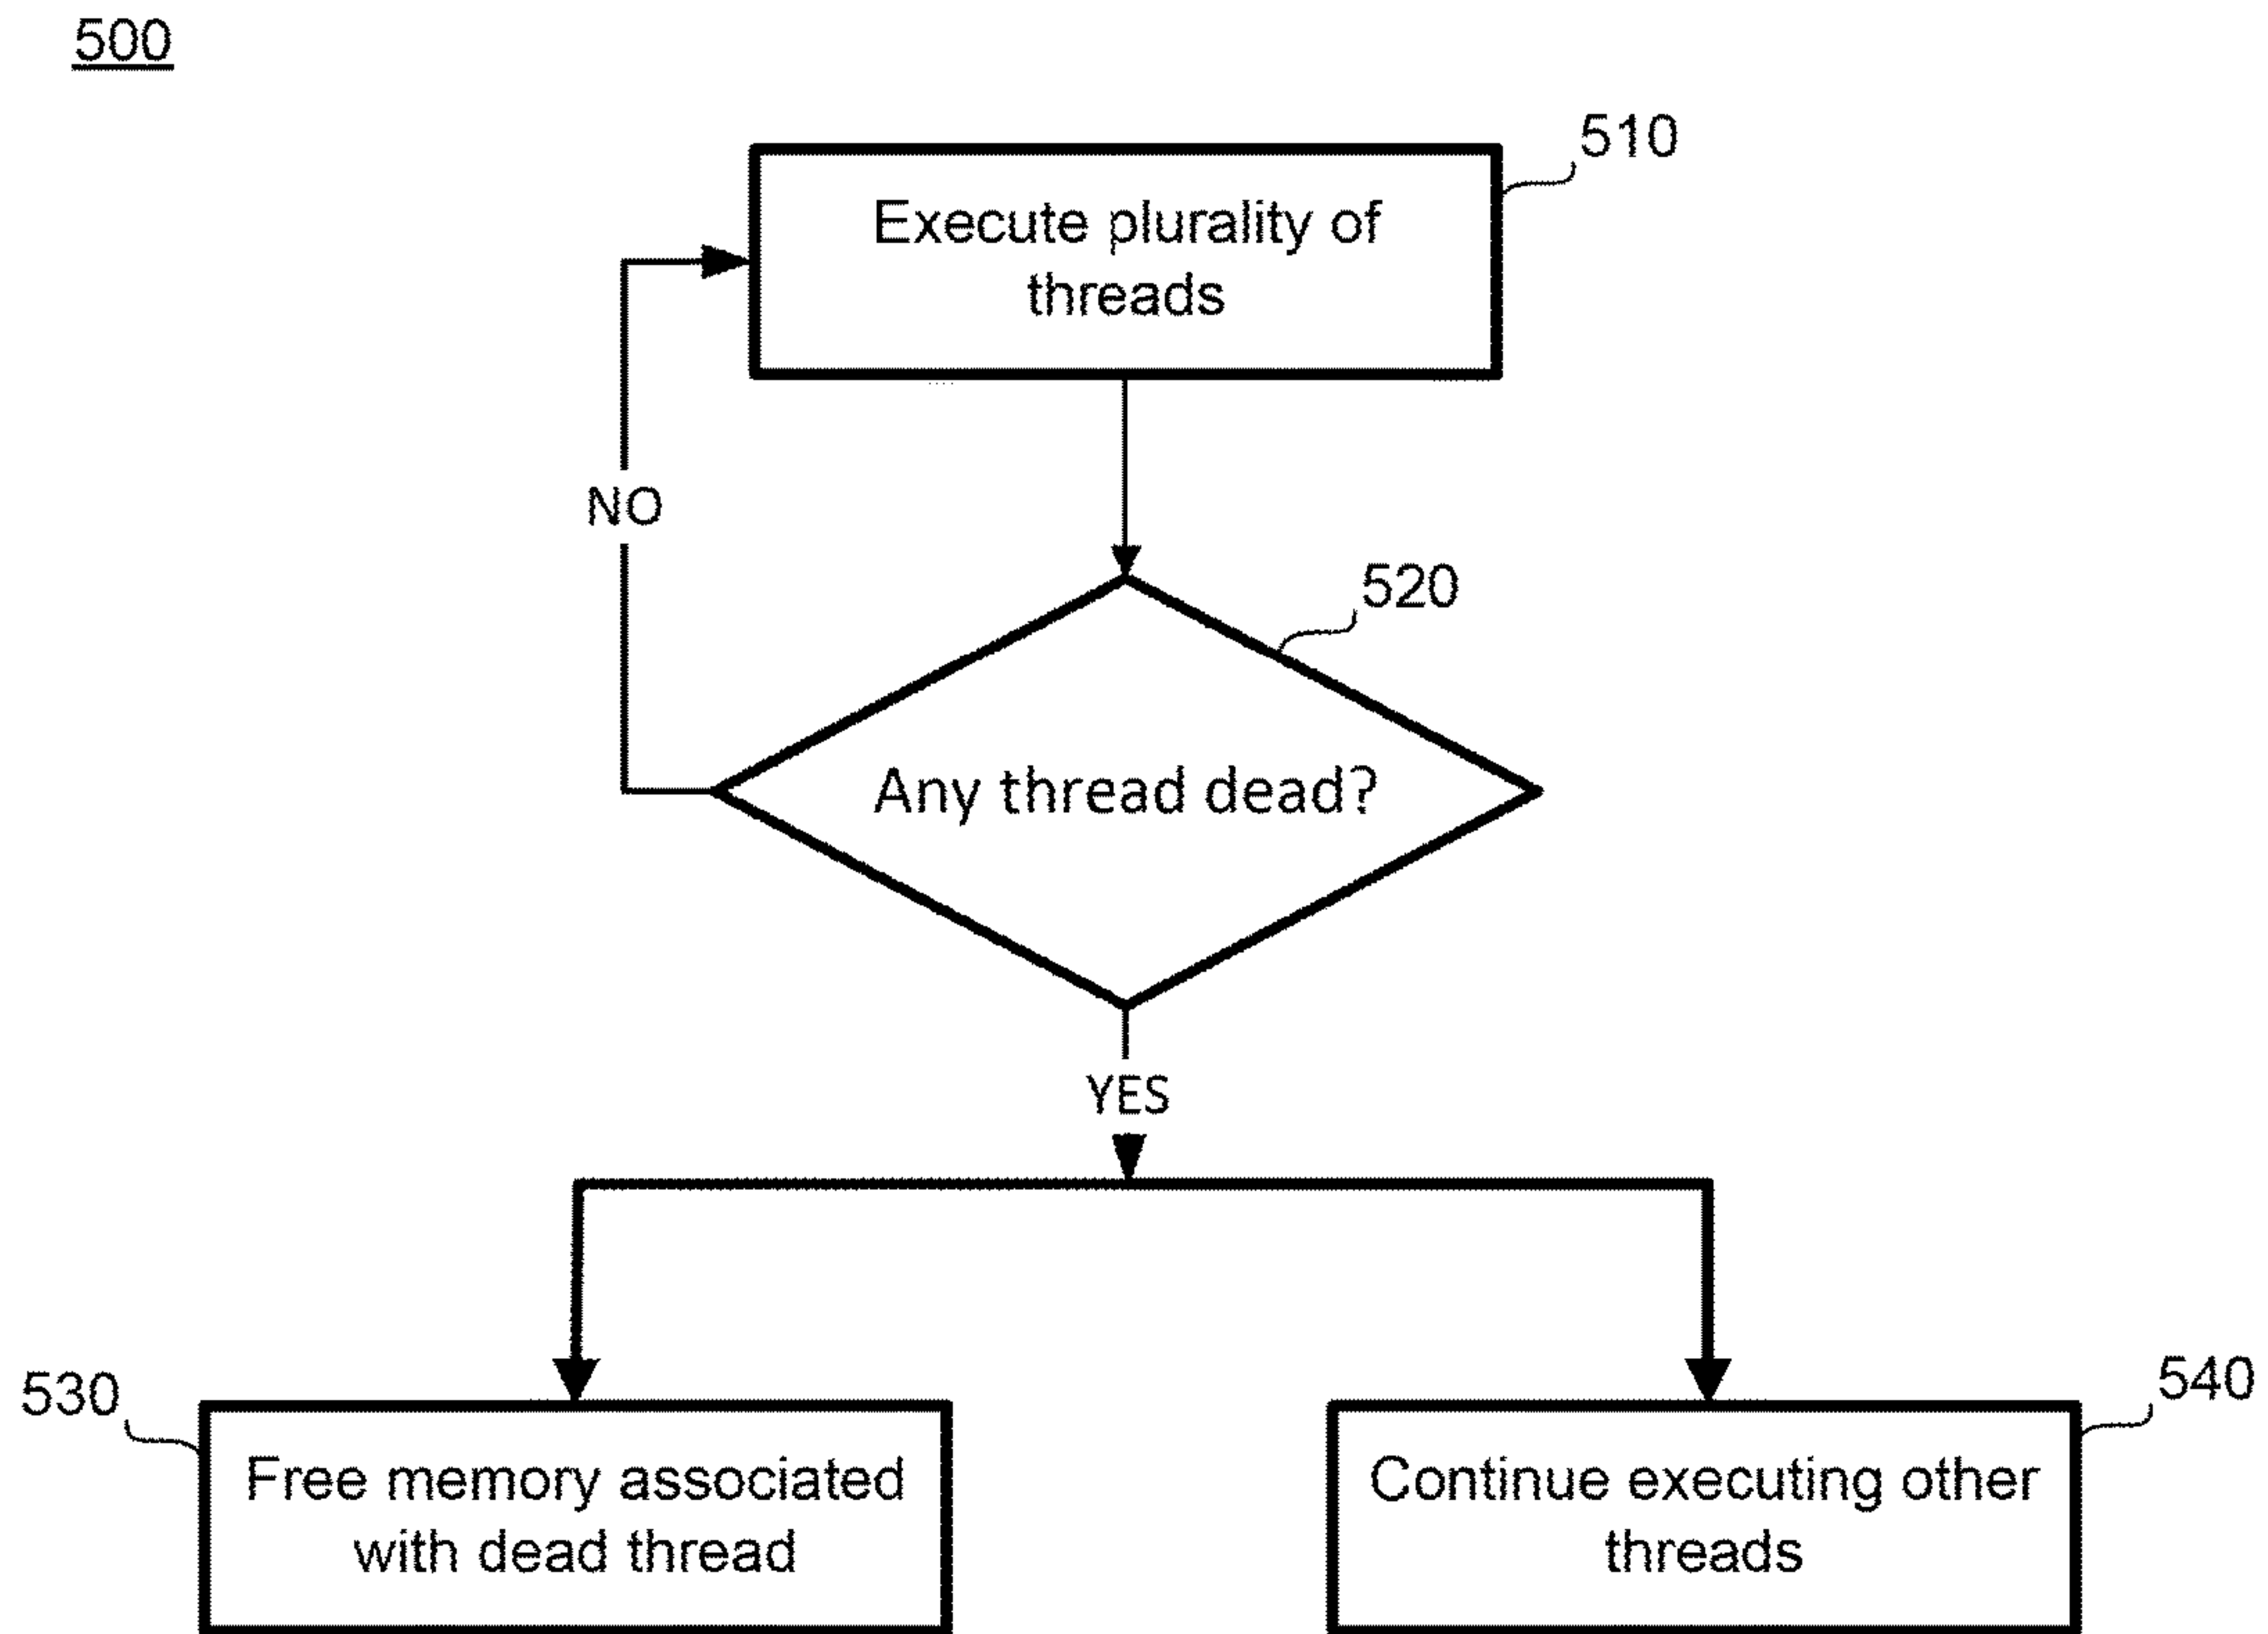 500
510
Execute plurality of
threads
NO
520
Any thread dead?
YES
530
Free memory associated
with dead thread
540
Continue executing other
threads